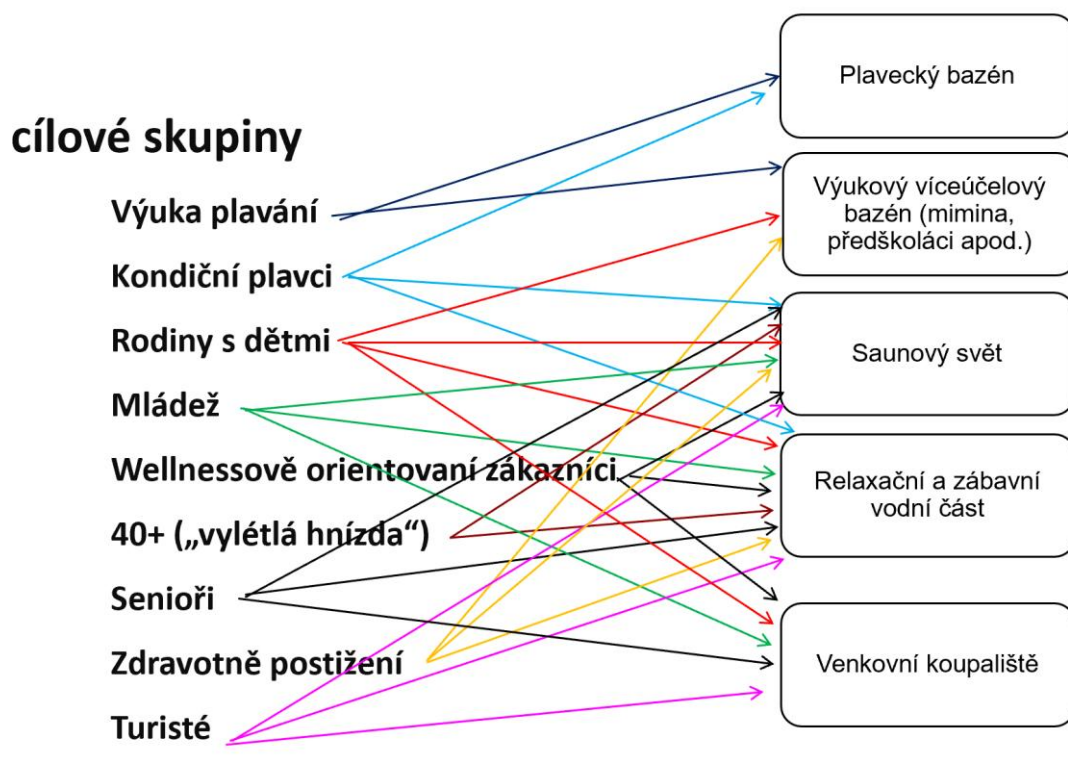 cílové skupiny
Výuka plavání
Kondiční plavci
Rodiny s dětmi
Mládež
Wellnessově orientovaní zákazníci
40+ („vylétlá hnízda“)
Senioři
Zdravotně postižení
Turisté
Plavecký bazén
Výukový víceúčelový
bazén (mimina,
předškoláci apod.)
Saunový svět
Relaxační a zábavní
vodní část
Venkovní koupaliště